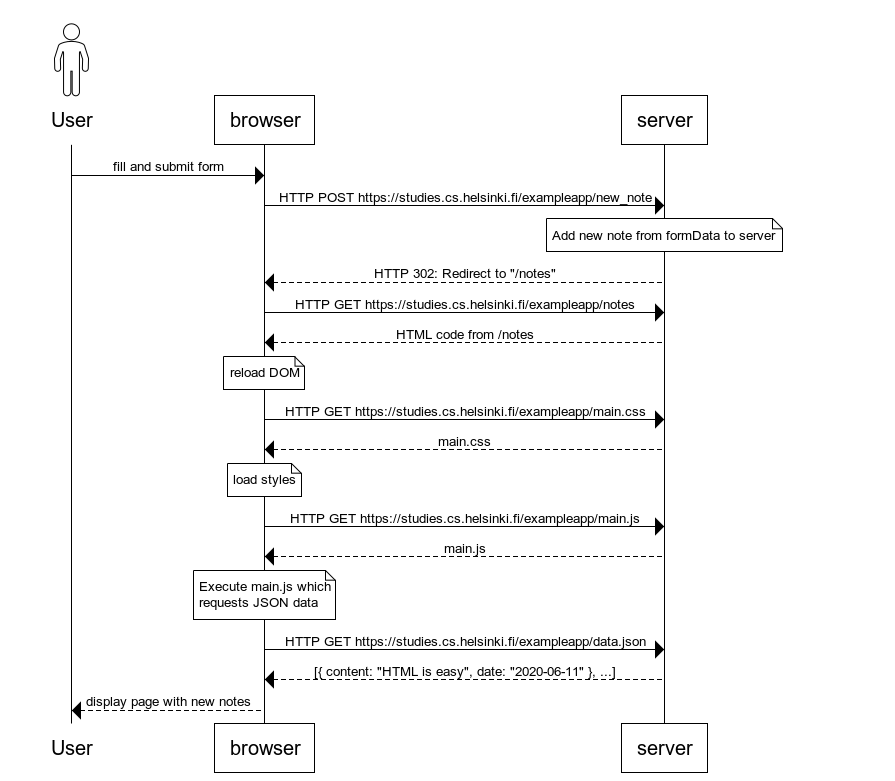 User
browser
server
fill and submit form
HTTP POST https://studies.cs.helsinki.fi/exampleapp/new_note
Add new note from formData to server
HTTP 302: Redirect to "/notes"
HTTP GET https://studies.cs.helsinki.fi/exampleapp/notes
HTML code from /notes
reload DOM
HTTP GET https://studies.cs.helsinki.fi/exampleapp/main.css
main.css
load styles
HTTP GET https://studies.cs.helsinki.fi/exampleapp/main.js
main.js
Execute main.js which
requests JSON data
HTTP GET https://studies.cs.helsinki.fi/exampleapp/data.json
[{ content: "HTML is easy", date: "2020-06-11" }, ...]
display page with new notes
User
browser
server